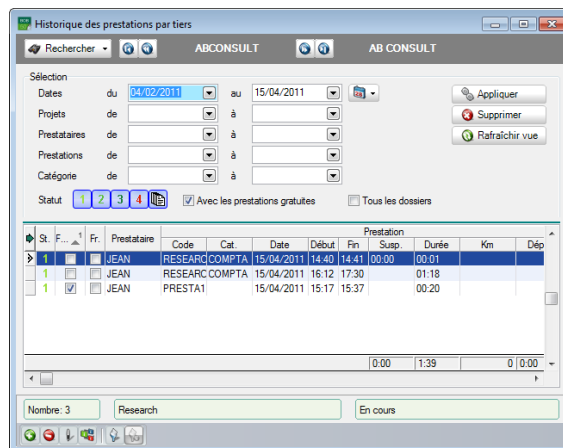 Historique des prestations par tiers
Rechercher ABCONSULT AB CONSULT
Sélection
Dates du 04/02/2011 au 15/04/2011 Appliquer
Projets de à Supprimer
Prestataires de à Rafraîchir vue
Prestations de à
Catégorie de à
Statut 1 2 3 4 Avec les prestations gratuites Tous les dossiers
Prestation
St. F... 1 Fr. Prestataire Code Cat. Date Début Fin Susp. Durée Km Dép
1 JEAN RESEARC COMPTA 15/04/2011 14:40 14:41 00:00 00:01
1 JEAN RESEARC COMPTA 15/04/2011 16:12 17:30 01:18
1 JEAN PRESTA1 15/04/2011 15:17 15:37 00:20
0:00 1:39 0 0:00
Nombre: 3 Research En cours